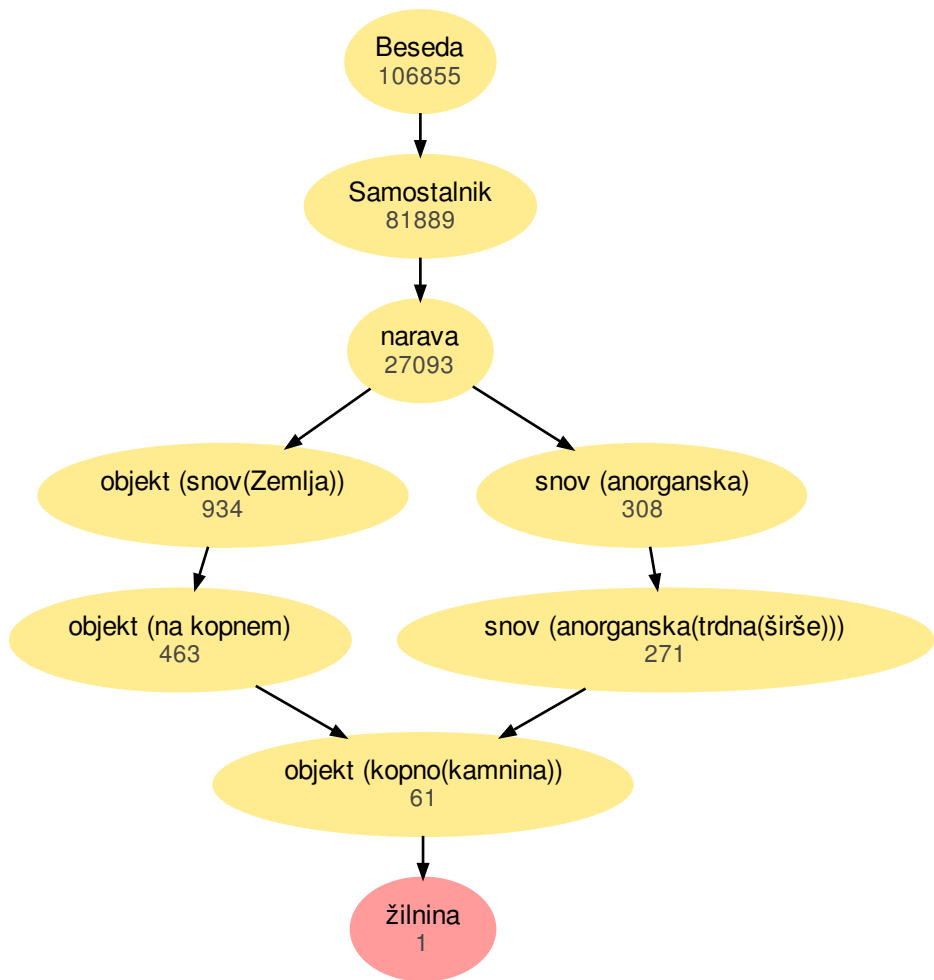 Beseda
106855
Samostalnik
81889
narava
27093
objekt (snov(Zemlja))
934
snov (anorganska)
308
objekt (na kopnem)
463
snov (anorganska(trdna(širše)))
271
objekt (kopno(kamnina))
61
žilnina
1